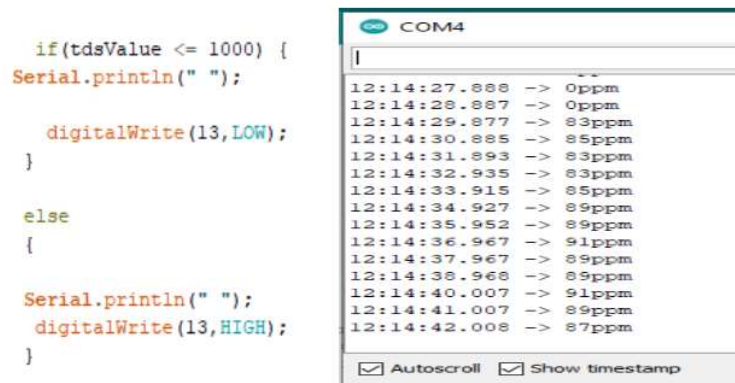 if(tdsValue <= 1000) {
Serial.println(" ");
digitalWrite(13,LOW);
}
else
{
Serial.println(" ");
digitalWrite(13,HIGH);
}
COM4
12:14:27.888 -> 0ppm
12:14:28.887 -> 0ppm
12:14:29.877 -> 83ppm
12:14:30.885 -> 85ppm
12:14:31.893 -> 83ppm
12:14:32.935 -> 83ppm
12:14:33.915 -> 85ppm
12:14:34.927 -> 89ppm
12:14:35.952 -> 89ppm
12:14:36.967 -> 91ppm
12:14:37.967 -> 89ppm
12:14:38.968 -> 89ppm
12:14:40.007 -> 91ppm
12:14:41.007 -> 89ppm
12:14:42.008 -> 87ppm
Autoscroll Show timestamp